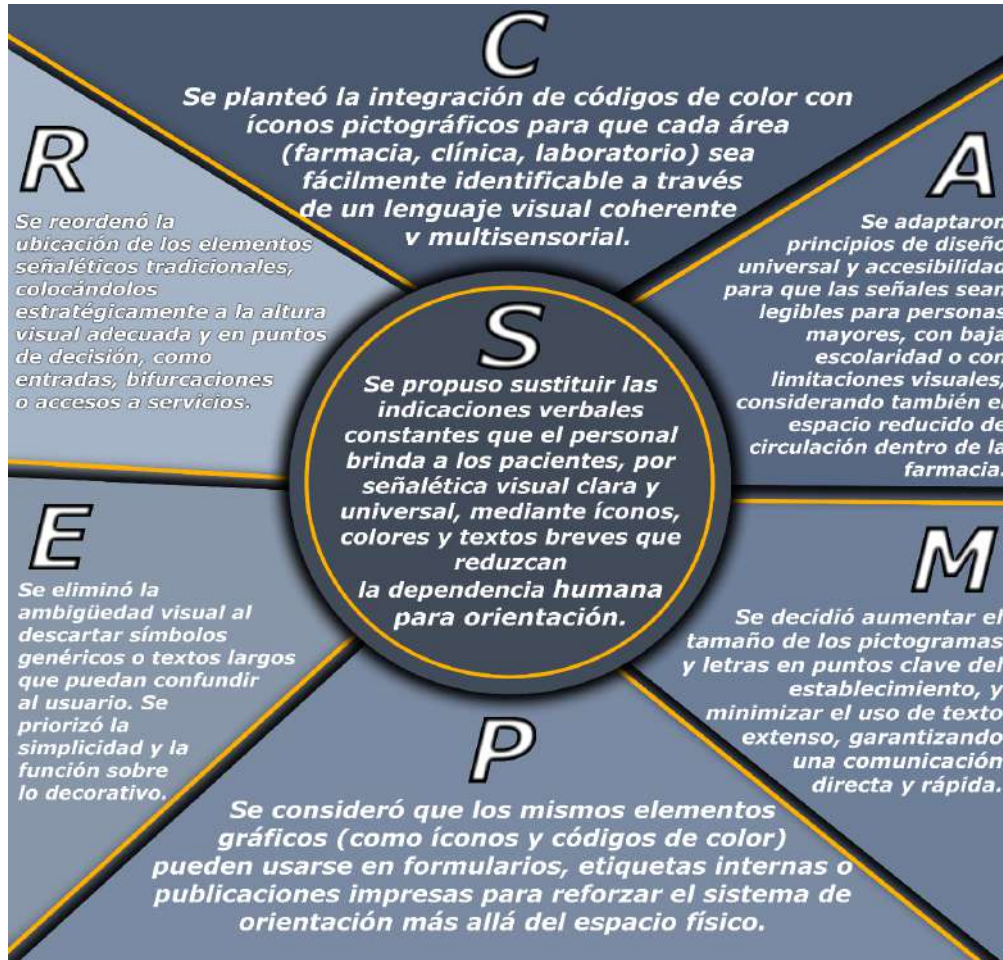 C
Se planteó la integración de códigos de color con
íconos pictográficos para que cada área
(farmacia, clínica, laboratorio) sea
fácilmente identificable a través
de un lenguaje visual coherente
y multisensorial.
R
Se reordenó la
ubicación de los elementos
señaléticos tradicionales,
colocándolos
estratégicamente a la altura
visual adecuada y en puntos
de decisión, como
entradas, bifurcaciones
o accesos a servicios.
A
Se adaptaron
principios de diseño
universal y accesibilidad
para que las señales sean
legibles para personas
mayores, con baja
escolaridad o con
limitaciones visuales,
considerando también el
espacio reducido de
circulación dentro de la
farmacia.
S
Se propuso sustituir las
indicaciones verbales
constantes que el personal
brinda a los pacientes, por
señalética visual clara y
universal, mediante íconos,
colores y textos breves que
reduzcan
la dependencia humana
para orientación.
E
Se eliminó la
ambigüedad visual al
descartar símbolos
genéricos o textos largos
que puedan confundir
al usuario. Se
priorizó la
simplicidad y la
función sobre
lo decorativo.
M
Se decidió aumentar el
tamaño de los pictogramas
y letras en puntos clave del
establecimiento, y
minimizar el uso de texto
extenso, garantizando
una comunicación
directa y rápida.
P
Se consideró que los mismos elementos
gráficos (como íconos y códigos de color)
pueden usarse en formularios, etiquetas internas o
publicaciones impresas para reforzar el sistema de
orientación más allá del espacio físico.